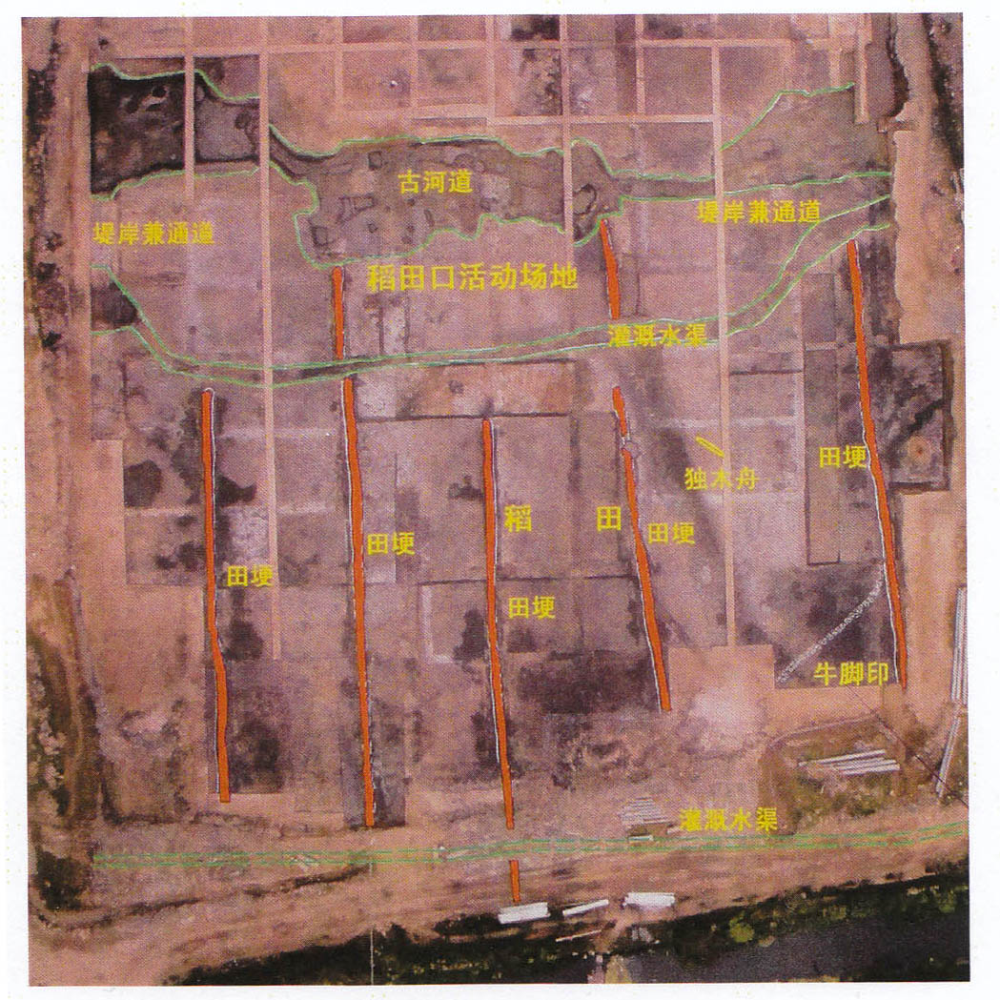 古河道
堤岸兼通道
堤岸兼通道
稻田口活动场地
灌溉水渠
田埂
独木舟
稻 田
田埂
田埂
田埂
田埂
牛脚印
灌溉水渠